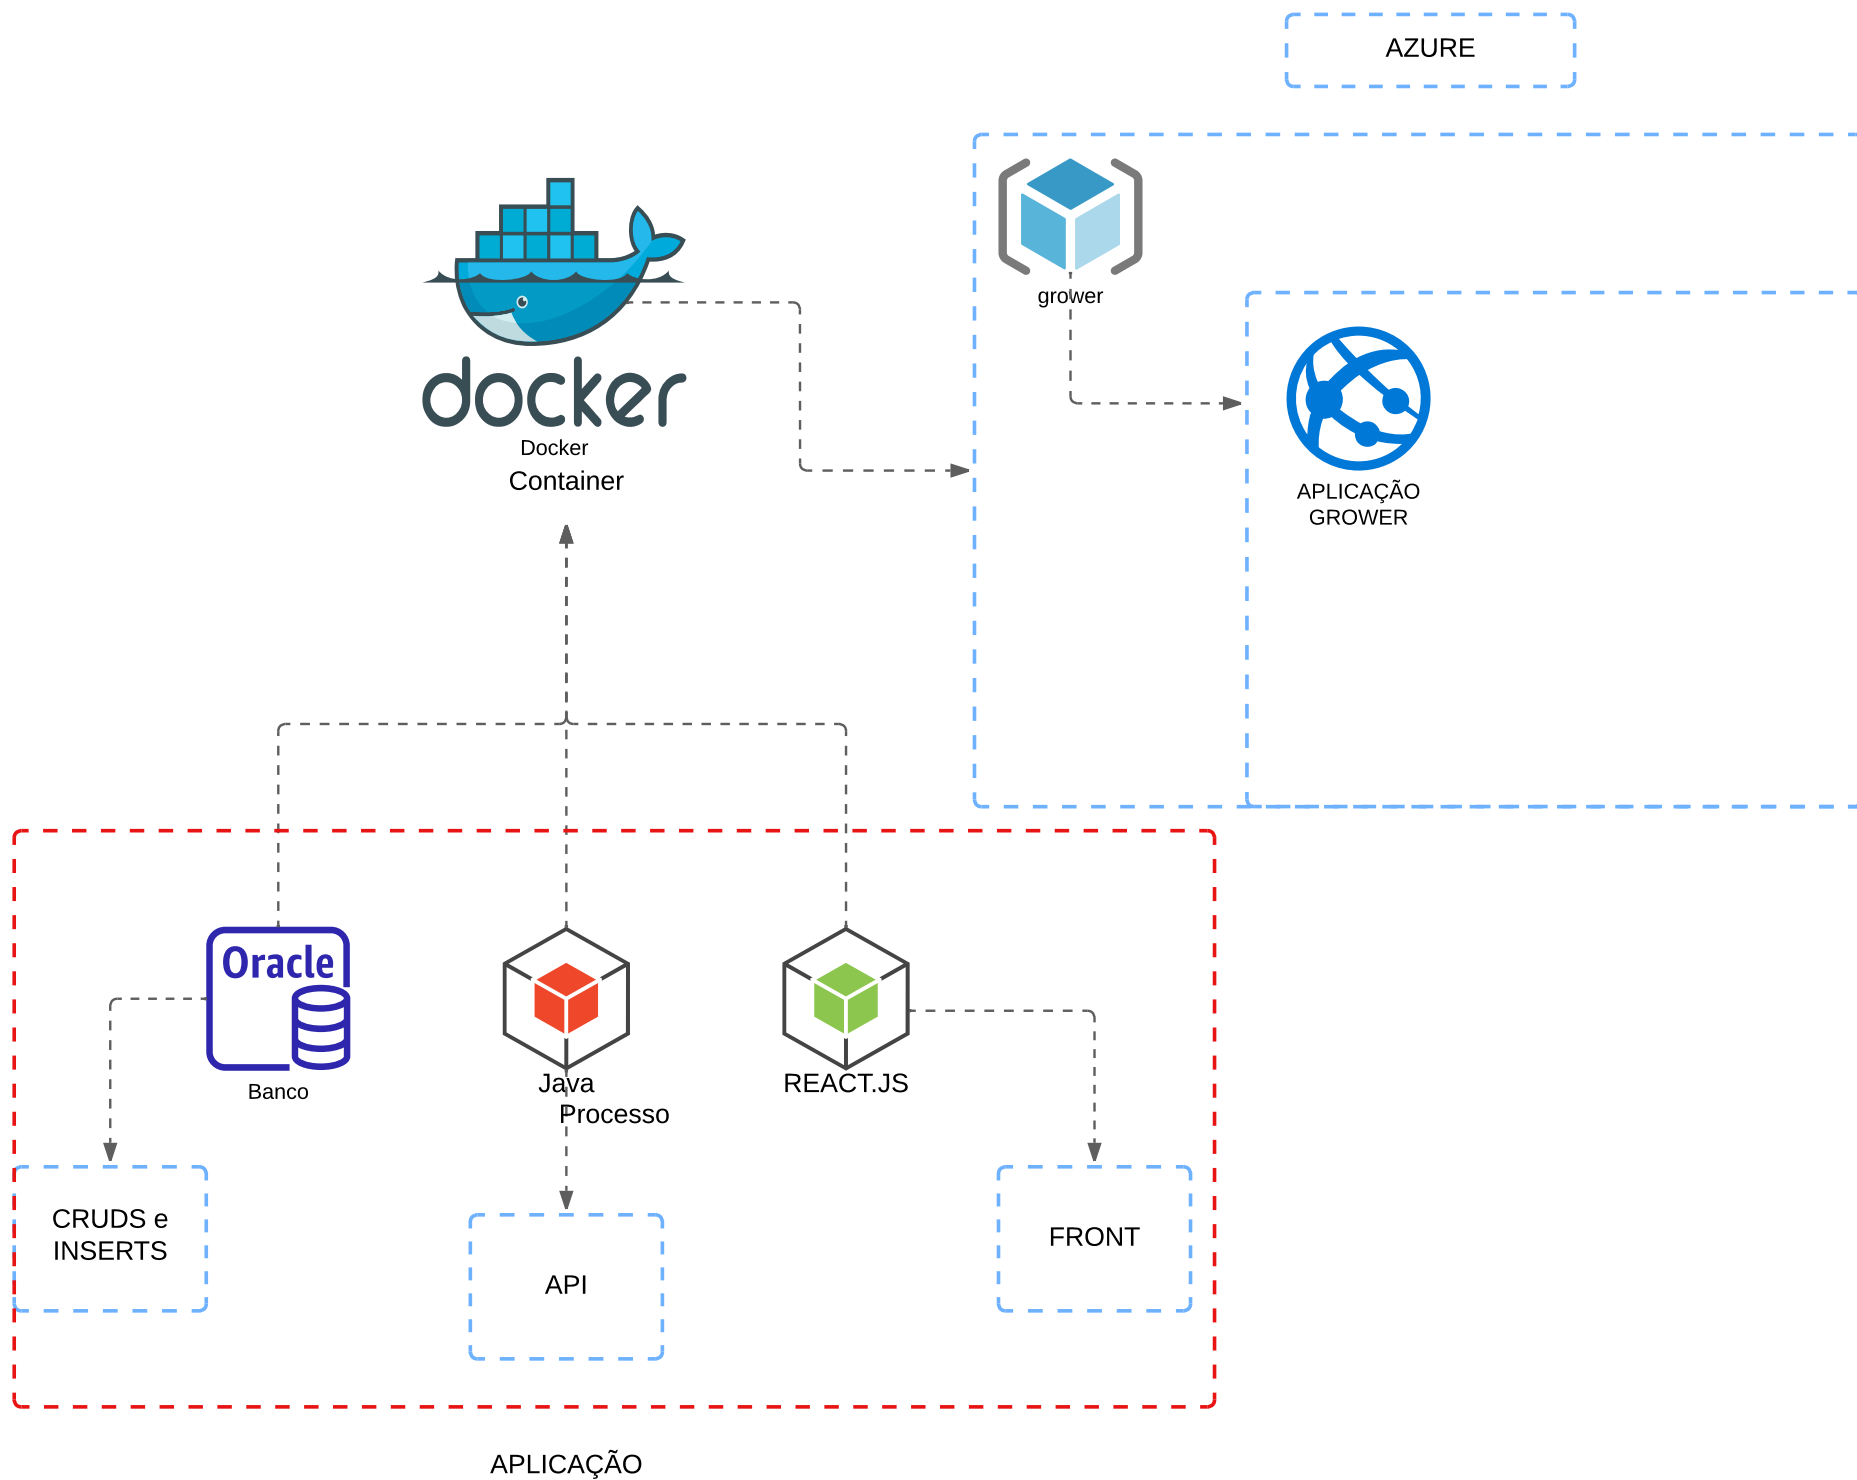 AZURE
docker
Docker
Container
grower
APLICAÇÃO
GROWER
Oracle
Banco
Java
Processo
REACT.JS
CRUDS e
INSERTS
API
FRONT
APLICAÇÃO